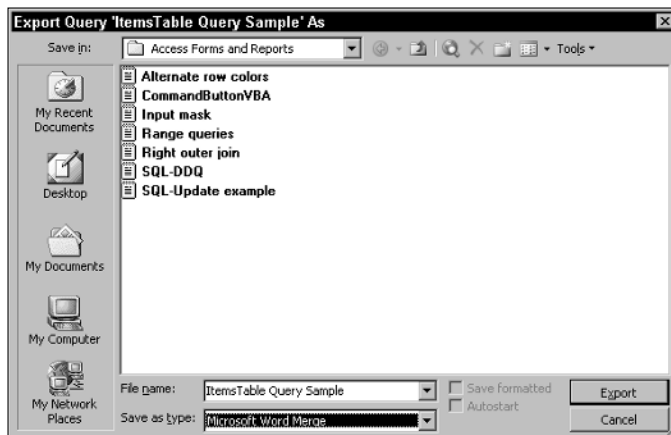 Export Query 'ItemsTable Query Sample' As
Save in:
Access Forms and Reports
Tools
My Recent
Documents
Desktop
My Documents
My Computer
My Network
Places
Alternate row colors
CommandButtonVBA
Input mask
Range queries
Right outer join
SQL-DDQ
SQL-Update example
File name:
ItemsTable Query Sample
Save as type:
Microsoft Word Merge
Save formatted
Autostart
Export
Cancel